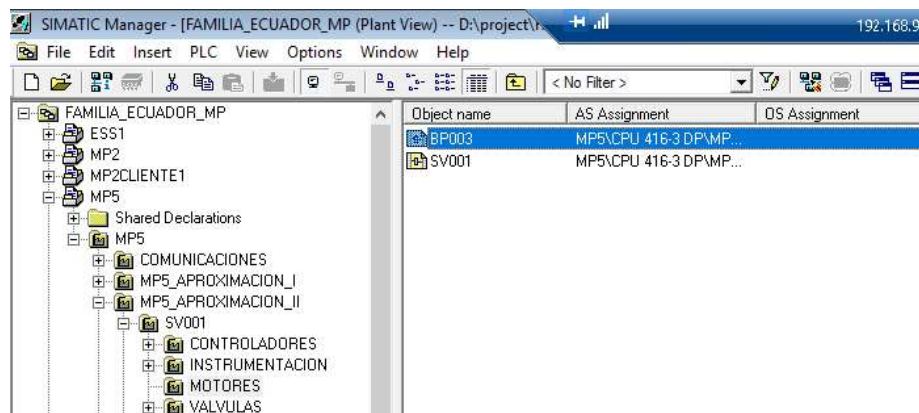 SIMATIC Manager - [FAMILIA_ECUADOR_MP (Plant View) -- D:\project\
192.168.9
File Edit Insert PLC View Options Window Help
< No Filter >
FAMILIA_ECUADOR_MP
ESS1
MP2
MP2CLIENTE1
MP5
Shared Declarations
MP5
COMUNICACIONES
MP5_APROXIMACION_I
MP5_APROXIMACION_II
SV001
CONTROLADORES
INSTRUMENTACION
MOTORES
VALVULAS
Object name AS Assignment OS Assignment
BP003 MP5\CPU 416-3 DP\MP...
SV001 MP5\CPU 416-3 DP\MP...